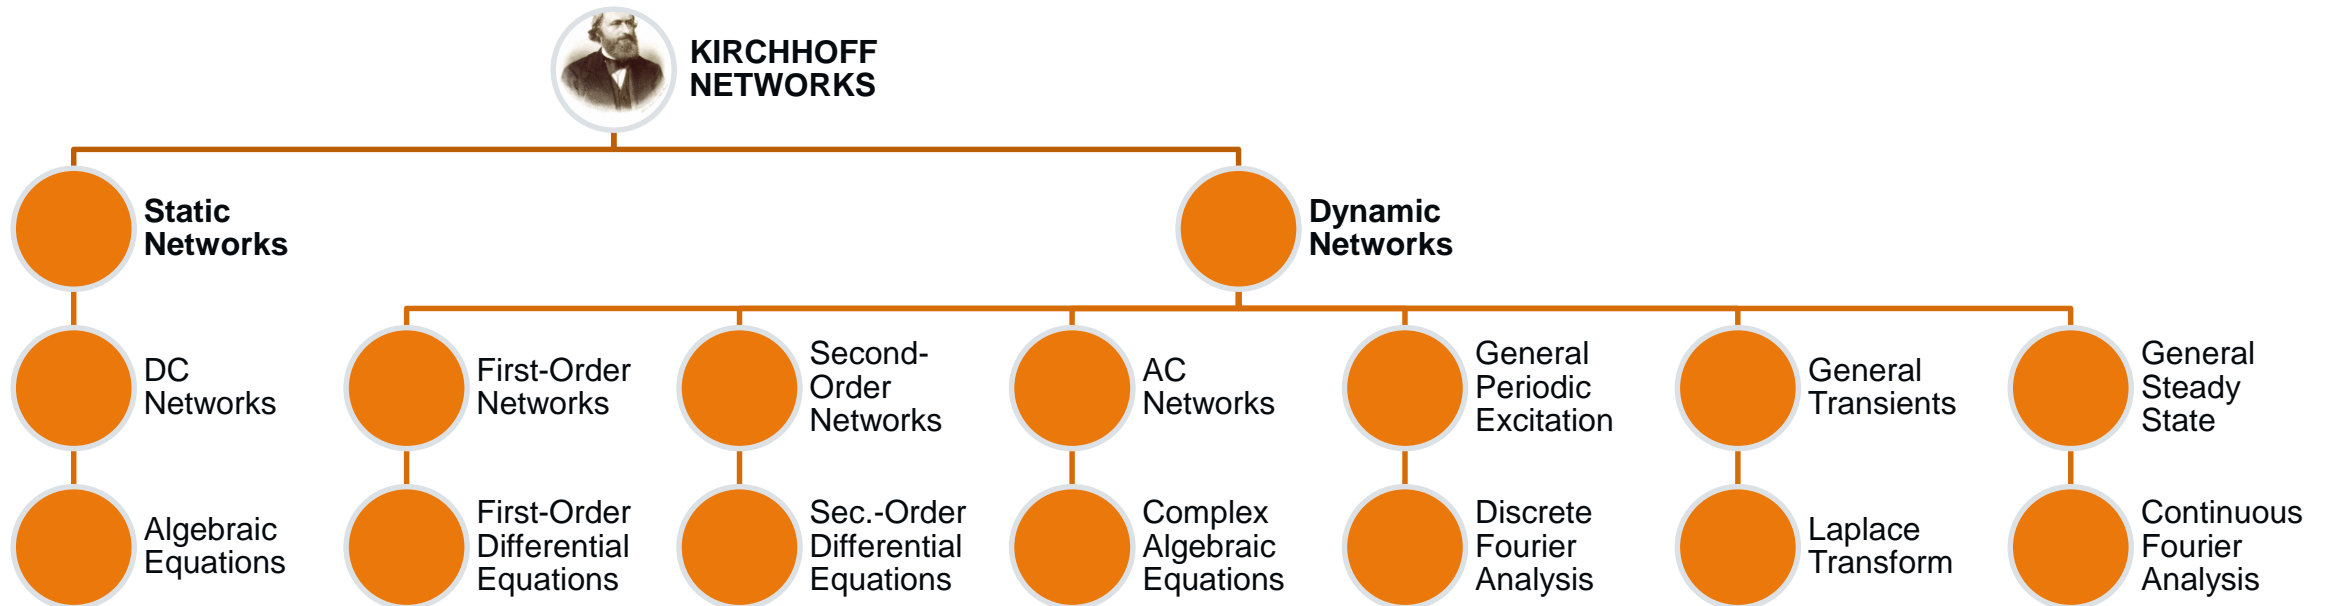 KIRCHHOFF
NETWORKS
Static
Networks
Dynamic
Networks
DC
Networks
First-Order
Networks
Second-
Order
Networks
AC
Networks
General
Periodic
Excitation
General
Transients
General
Steady
State
Algebraic
Equations
First-Order
Differential
Equations
Sec.-Order
Differential
Equations
Complex
Algebraic
Equations
Discrete
Fourier
Analysis
Laplace
Transform
Continuous
Fourier
Analysis